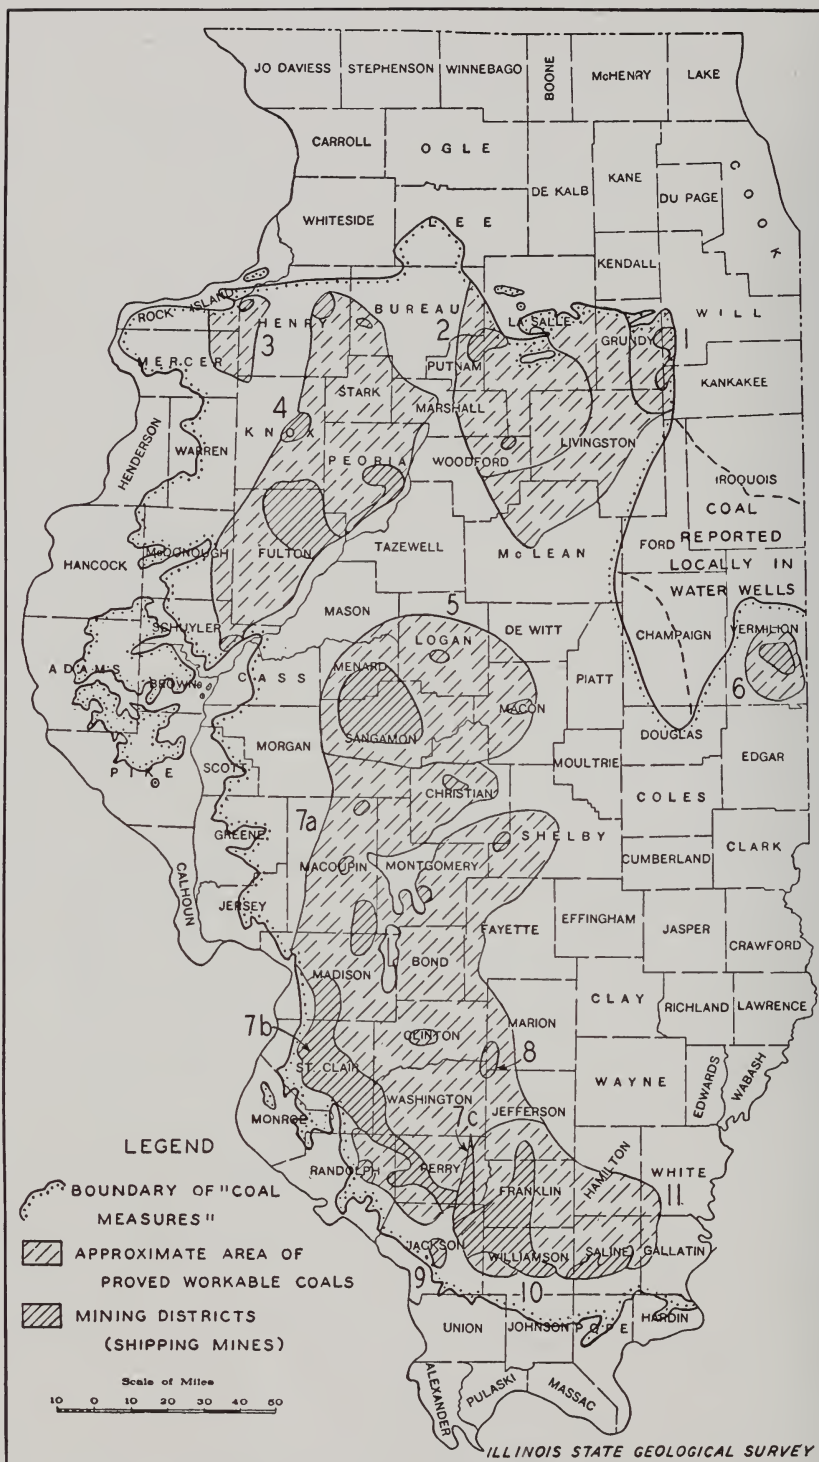 JO DAVIESS STEPHENSON WINNEBAGO BOONE McHENRY LAKE
CARROLL OGLE
DE KALB KANE DU PAGE COOK
WHITESIDE LEE
KENDALL
ROCK ISLAND HENRY BUREAU 2 LA SALLE GRUNDY 1 WILL
MERCER 3 PUTNAM KANKAKEE
STARK
4 MARSHALL
HENDERSON WARREN KNOX PEORIA WOODFORD LIVINGSTON
IROQUOIS
COAL
FORD REPORTED
LOCALLY IN
WATER WELLS
HANCOCK McDONOUGH FULTON TAZEWELL McLEAN
MASON 5
SCHUYLER LOGAN DE WITT CHAMPAIGN VERMILION
ADAMS BROWN CASS MENARD PIATT 6
MACON
MORGAN SANGAMON DOUGLAS
PIKE SCOTT MOULTRIE EDGAR
CHRISTIAN COLES
7a SHELBY
GREENE MACOUPIN MONTGOMERY CUMBERLAND CLARK
CALHOUN JERSEY
FAYETTE EFFINGHAM JASPER CRAWFORD
MADISON BOND
CLAY
RICHLAND LAWRENCE
7b CLINTON MARION
ST. CLAIR 8
WAYNE EDWARDS WABASH
WASHINGTON
7c JEFFERSON
MONROE
RANDOLPH PERRY FRANKLIN HAMILTON WHITE
11
JACKSON WILLIAMSON SALINE GALLATIN
9 10
UNION JOHNSON POPE HARDIN
ALEXANDER PULASKI MASSAC
LEGEND
BOUNDARY OF "COAL
MEASURES"
APPROXIMATE AREA OF
PROVED WORKABLE COALS
MINING DISTRICTS
(SHIPPING MINES)
Scale of Miles
10 0 10 20 30 40 50
ILLINOIS STATE GEOLOGICAL SURVEY